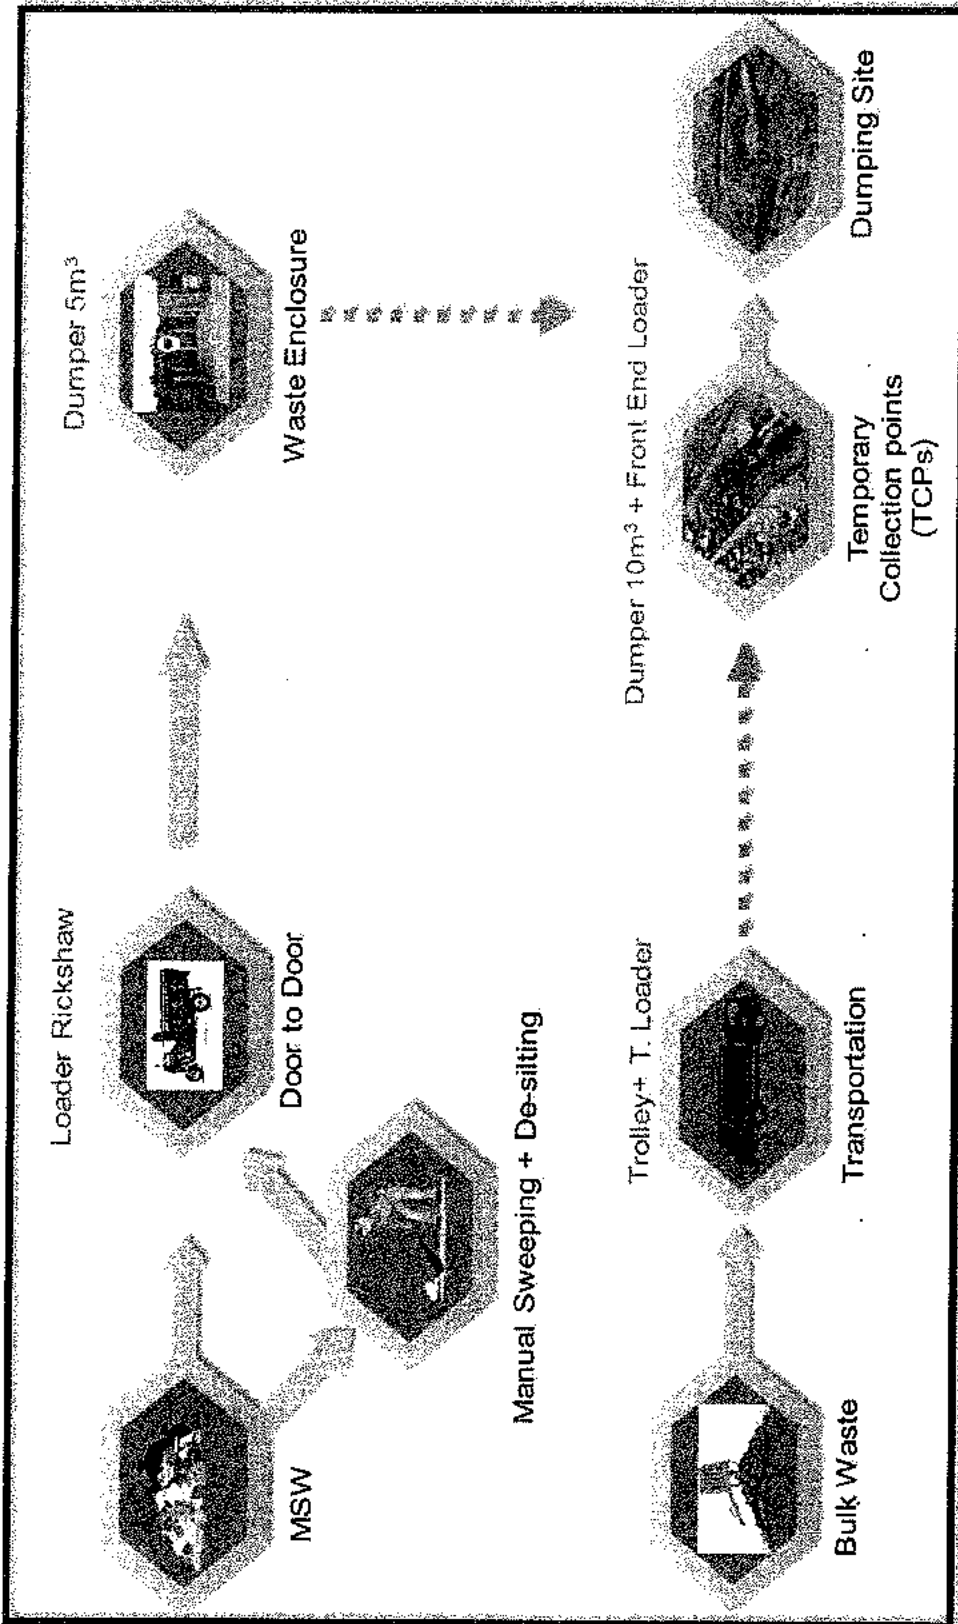 Loader Rickshaw
Dumper 5m³
MSW
Door to Door
Waste Enclosure
Manual Sweeping + De-silting
Trolley+ T. Loader
Dumper 10m³ + Front End Loader
Bulk Waste
Transportation
Temporary
Collection points
(TCPs)
Dumping Site